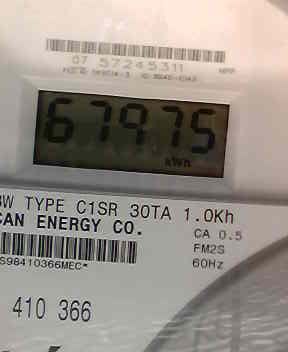 07 57245311
67975
kWh
3W TYPE C1SR 30TA 1.0Kh
CAN ENERGY CO.
CA 0.5
FM2S
60Hz
S98410366MEC*
410 366